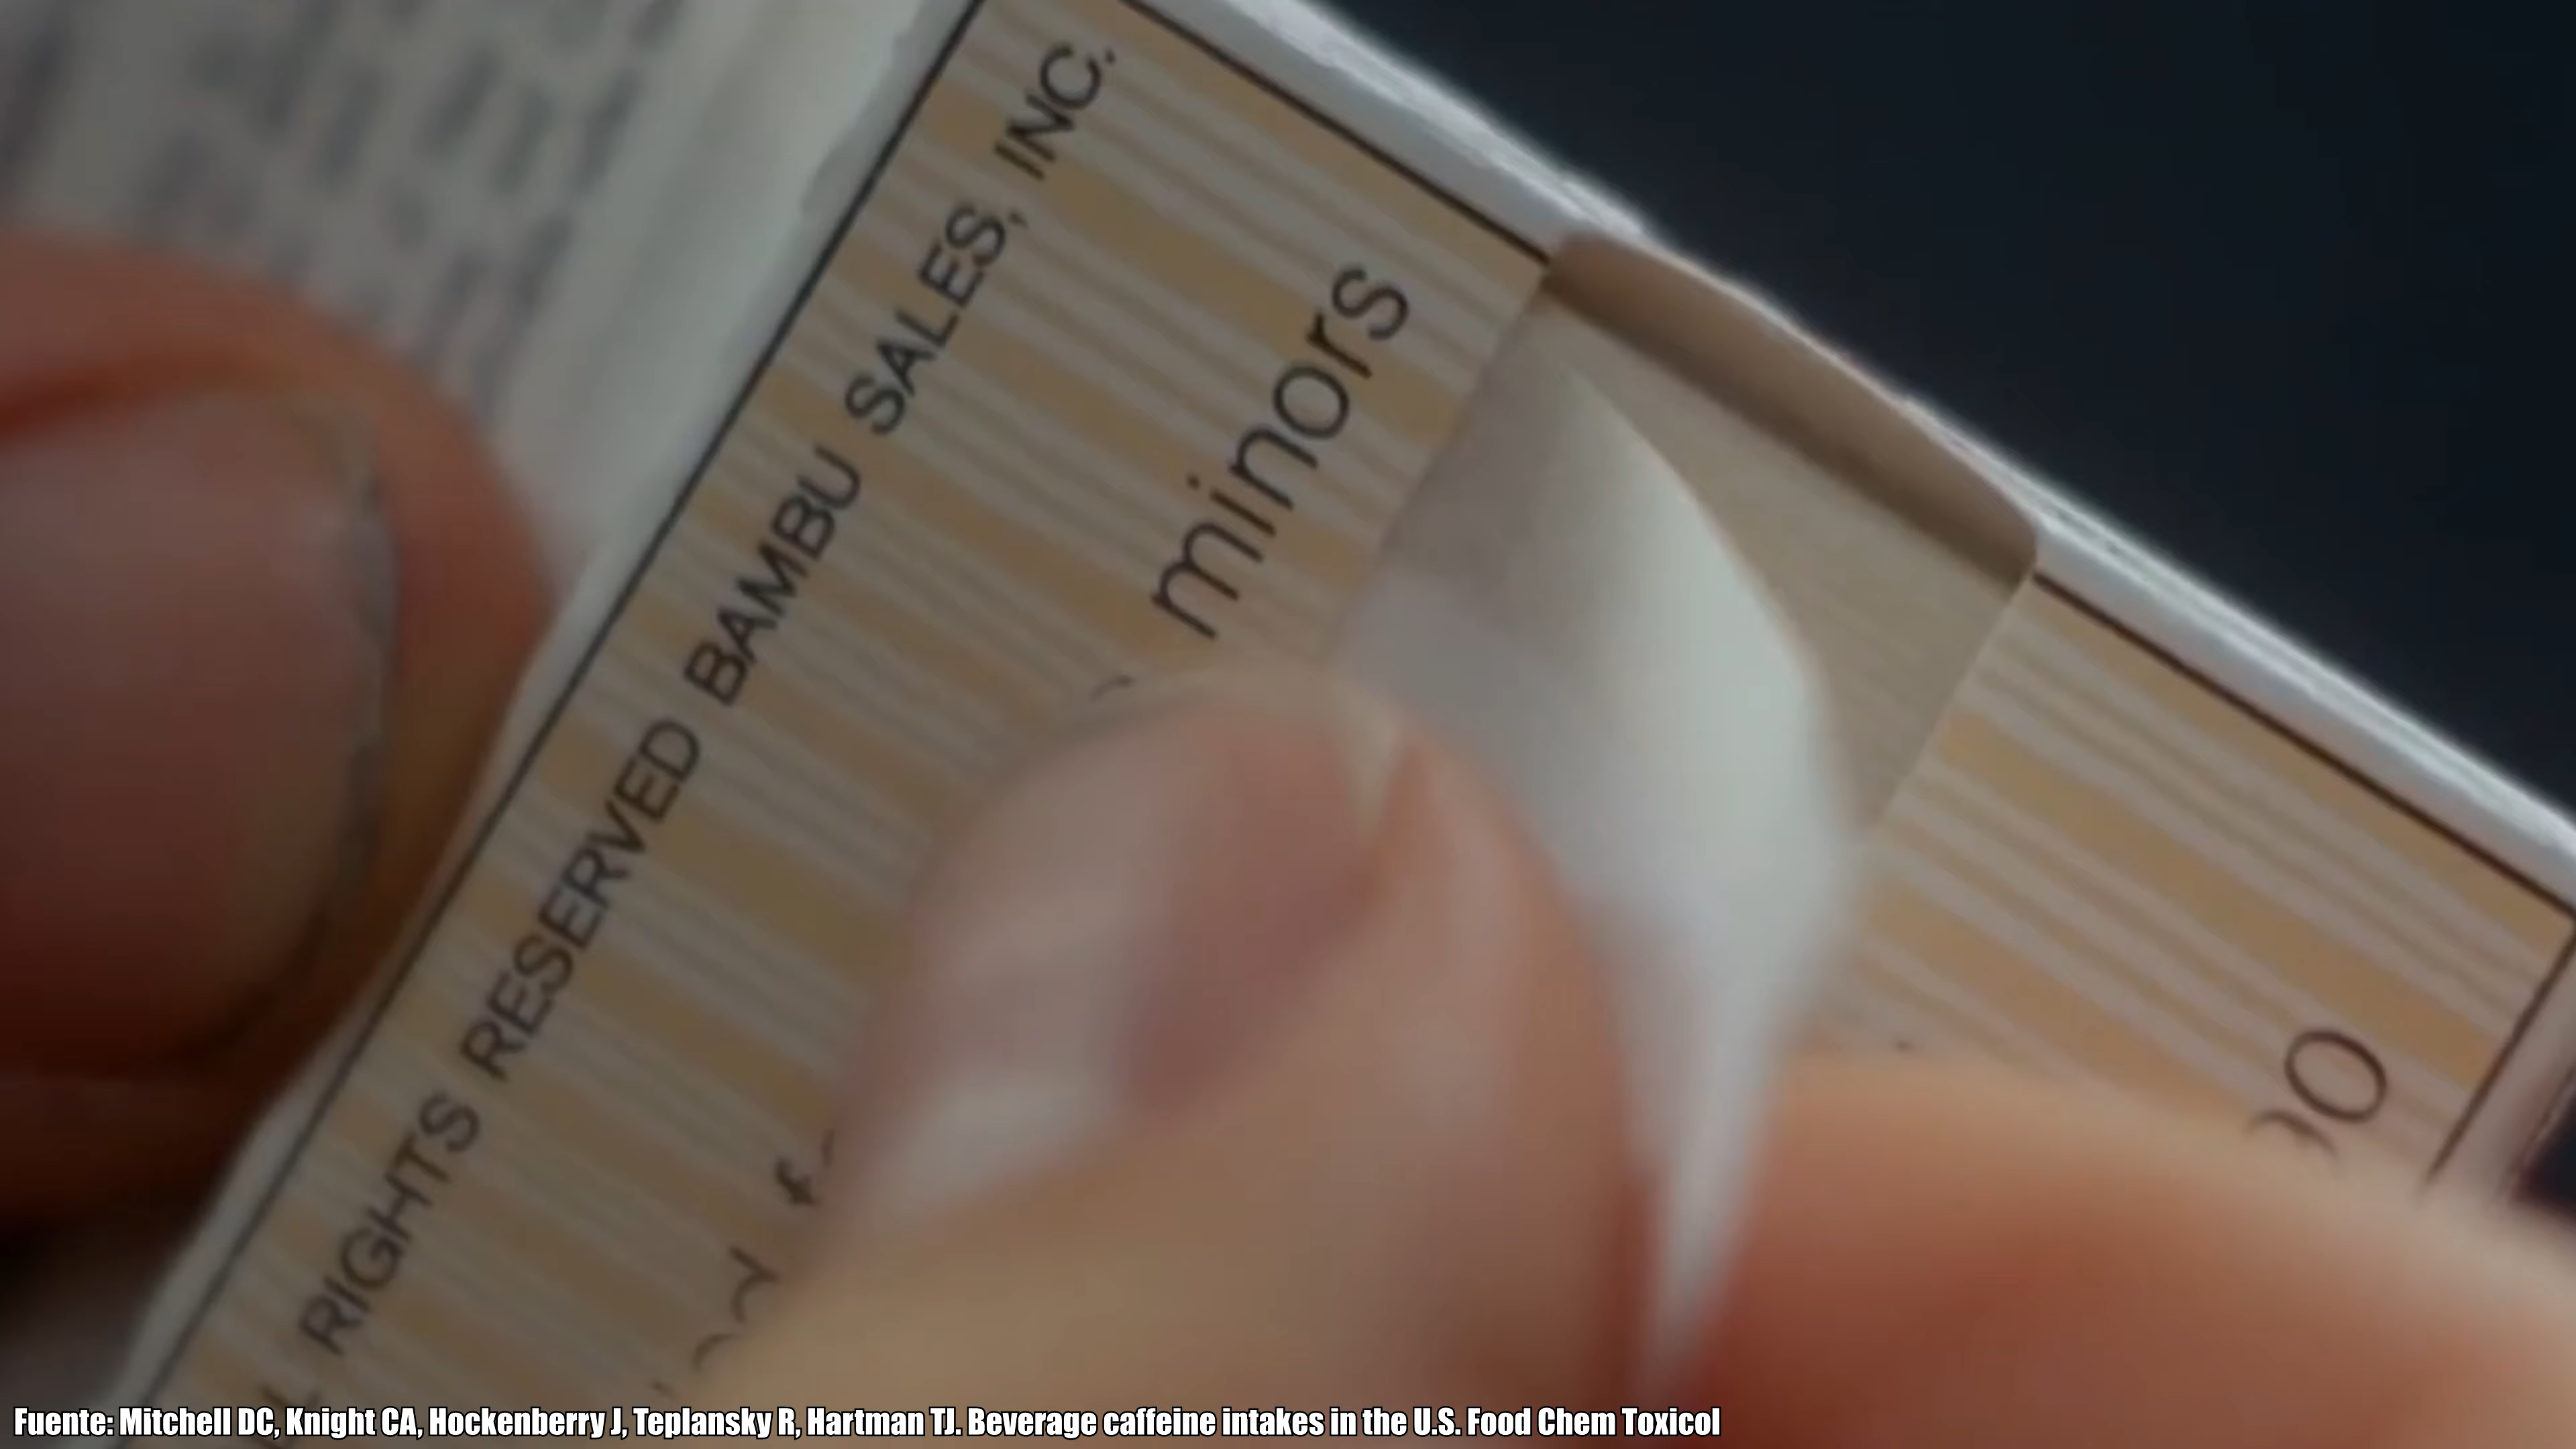 RIGHTS RESERVED BAMBU SALES, INC.
minors
Fuente: Mitchell DC, Knight CA, Hockenberry J, Teplansky R, Hartman TJ. Beverage caffeine intakes in the U.S. Food Chem Toxicol